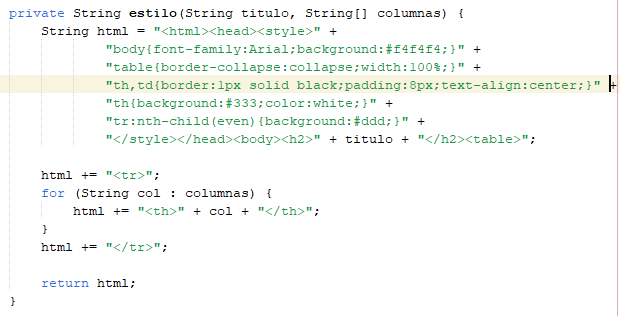 private String estilo(String titulo, String[] columnas) {
    String html = "<html><head><style>" +
            "body{font-family:Arial;background:#f4f4f4;}" +
            "table{border-collapse:collapse;width:100%;}" +
            "th,td{border:1px solid black;padding:8px;text-align:center;}" +
            "th{background:#333;color:white;}" +
            "tr:nth-child(even){background:#ddd;}" +
            "</style></head><body><h2>" + titulo + "</h2><table>";

    html += "<tr>";
    for (String col : columnas) {
        html += "<th>" + col + "</th>";
    }
    html += "</tr>";

    return html;
}